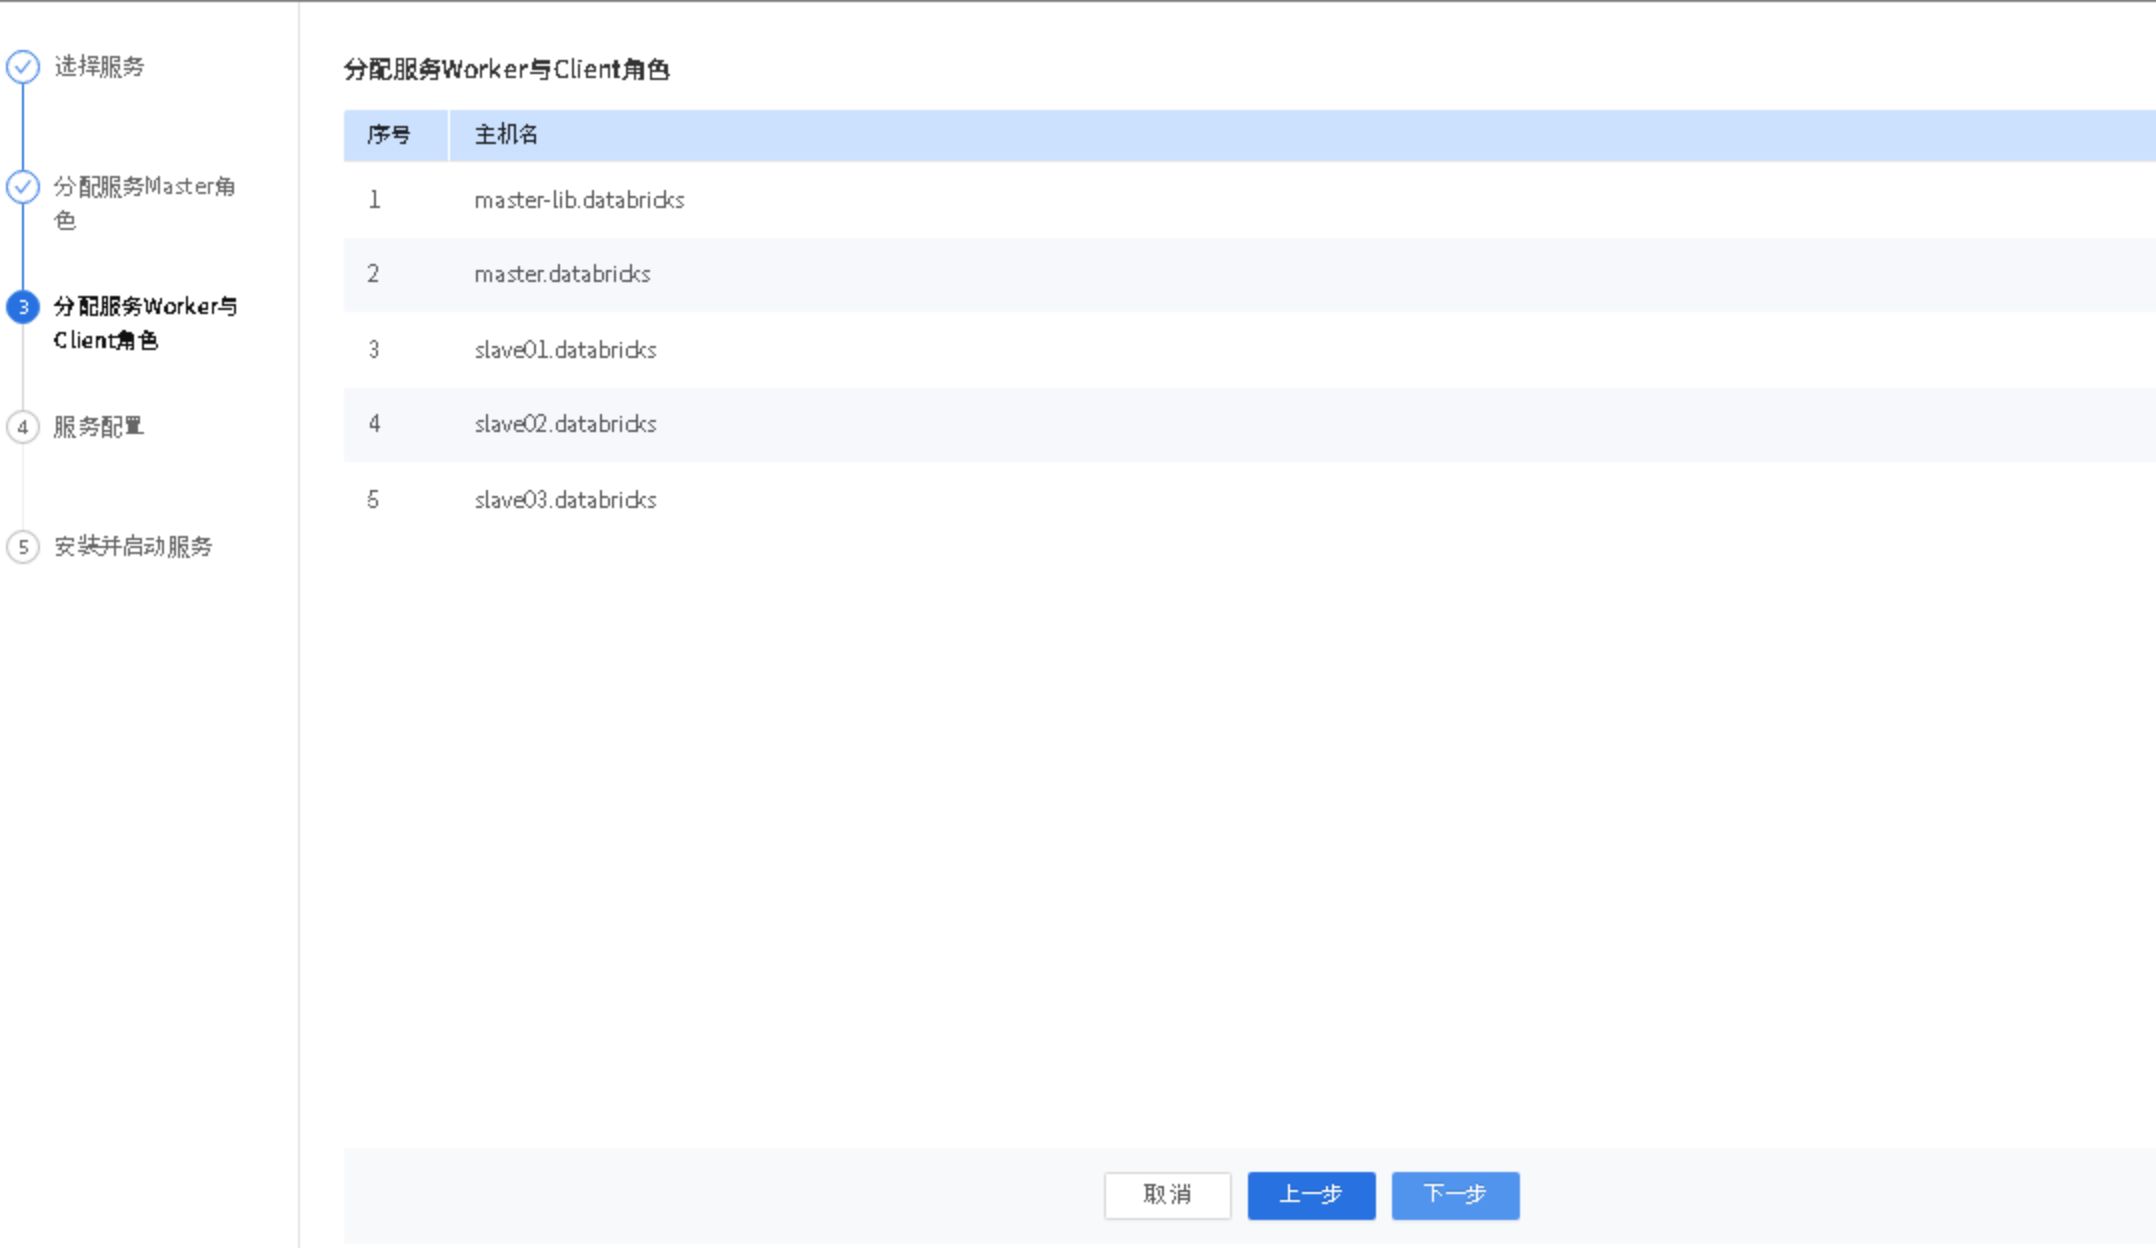 选择服务
分配服务Master角
色
3
分配服务Worker与
Client角色
4
服务配置
5
安装并启动服务
分配服务Worker与Client角色
序号 主机名
1 master-lib.databricks
2 master.databricks
3 slave01.databricks
4 slave02.databricks
5 slave03.databricks
取消 上一步 下一步